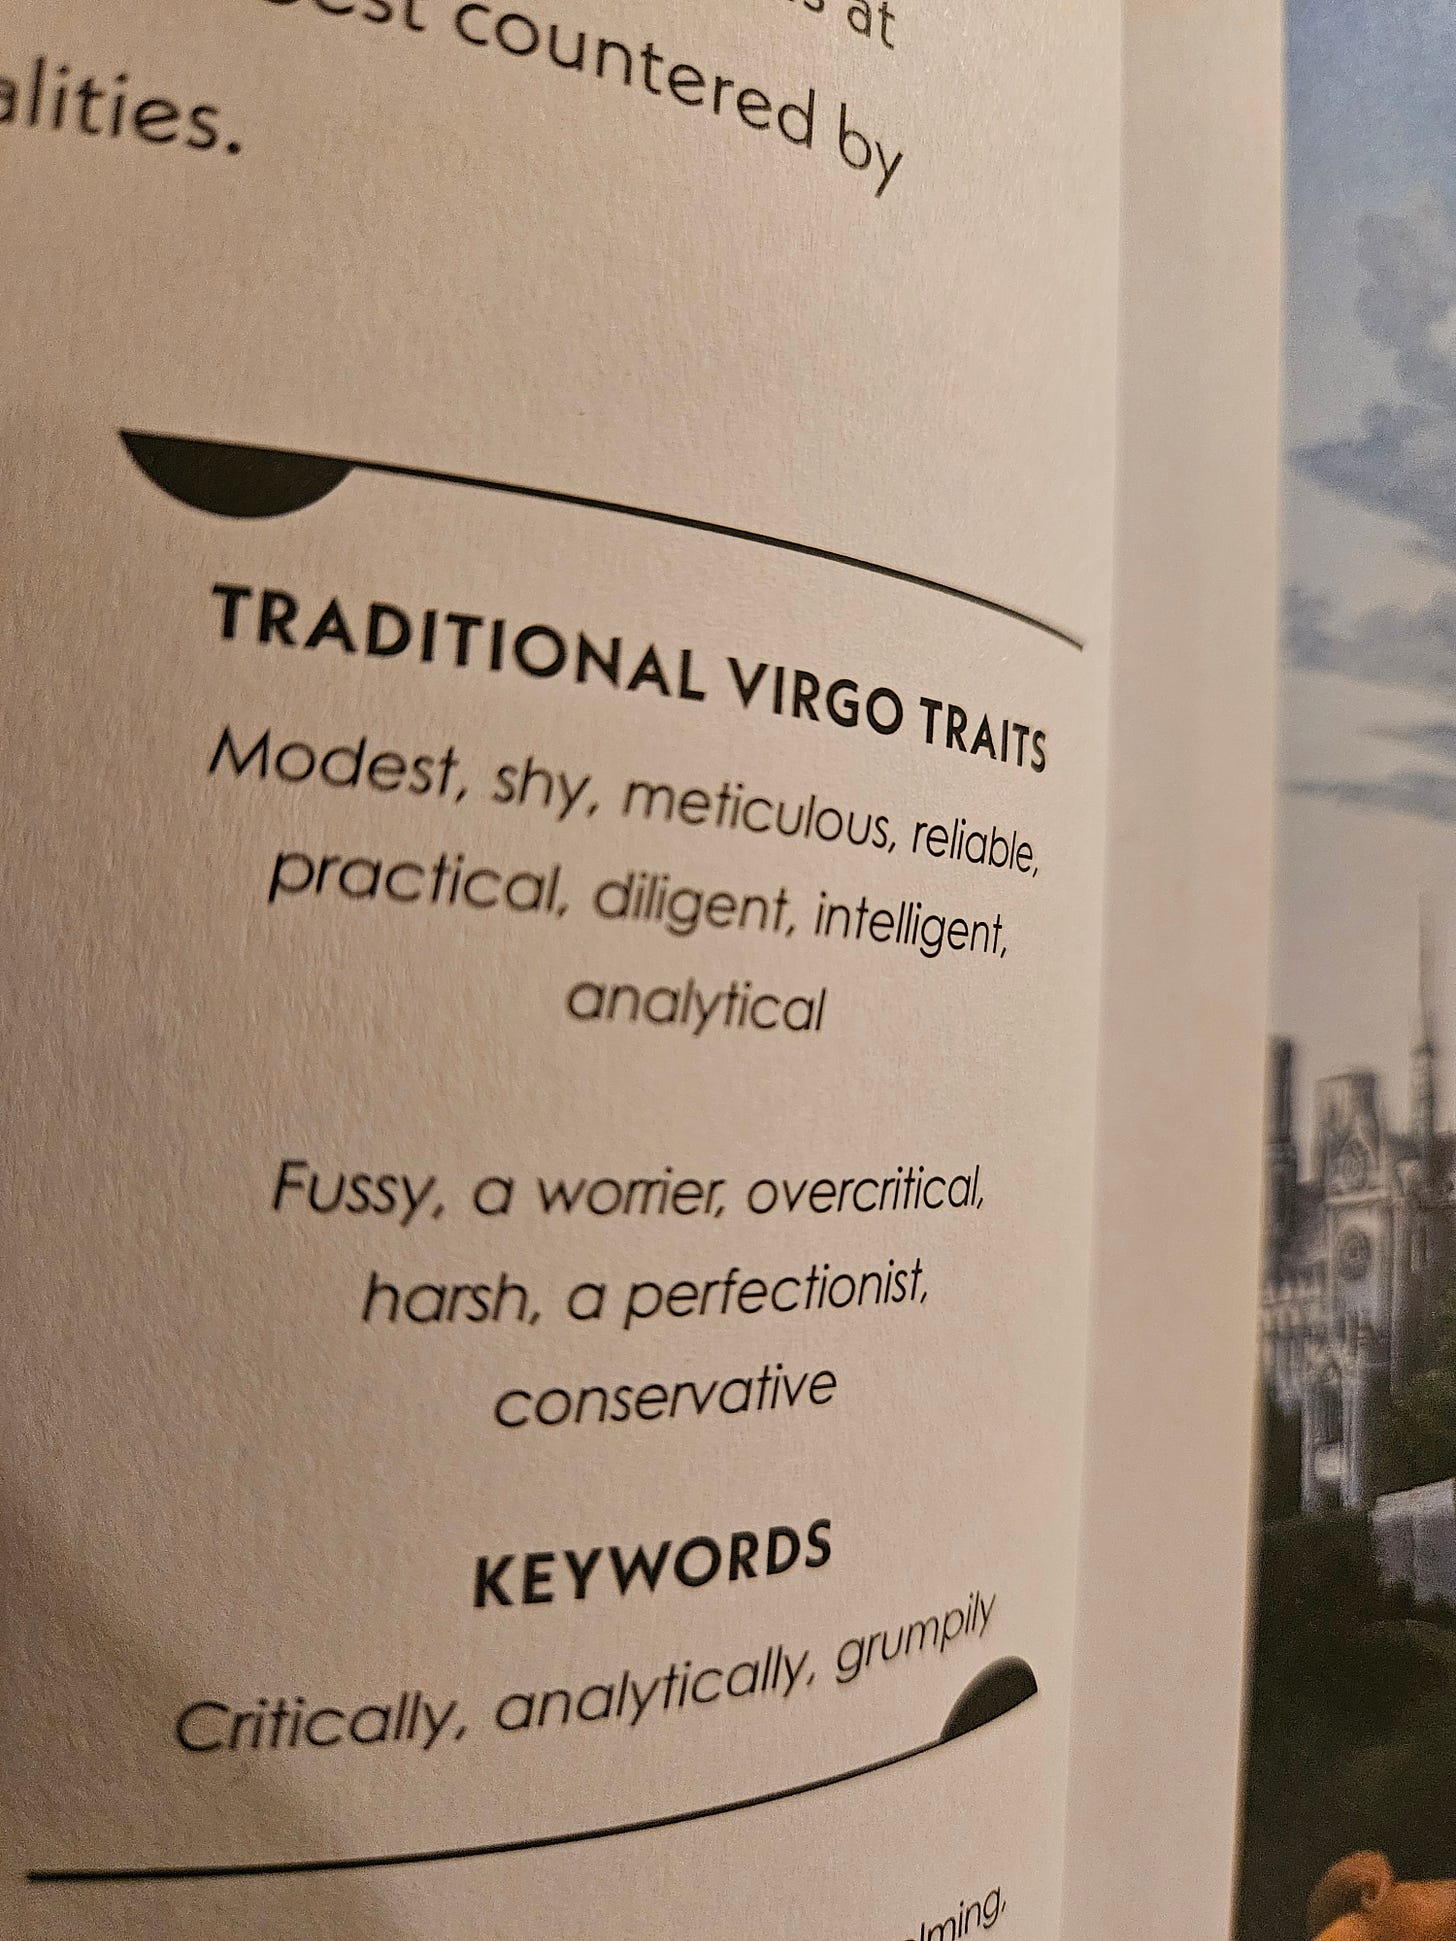 at
countered by
TRADITIONAL VIRGO TRAITS
Modest, shy, meticulous, reliable,
practical, diligent, intelligent,
analytical
Fussy, a worrier, overcritical,
harsh, a perfectionist,
conservative
KEYWORDS
Critically, analytically, grumpily